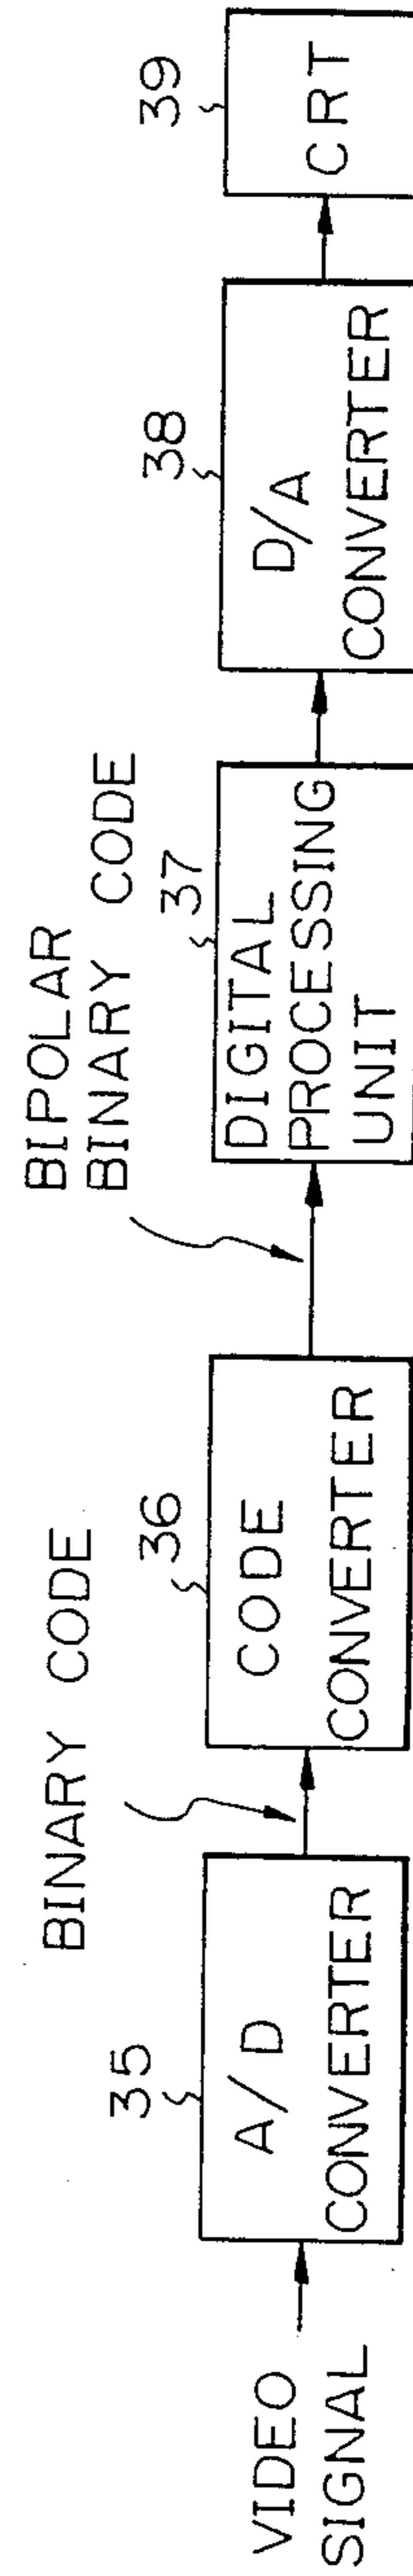 VIDEO
SIGNAL
35
A/D
CONVERTER
BINARY CODE
36
CODE
CONVERTER
BIPOLAR
BINARY CODE
37
DIGITAL
PROCESSING
UNIT
38
D/A
CONVERTER
39
CRT